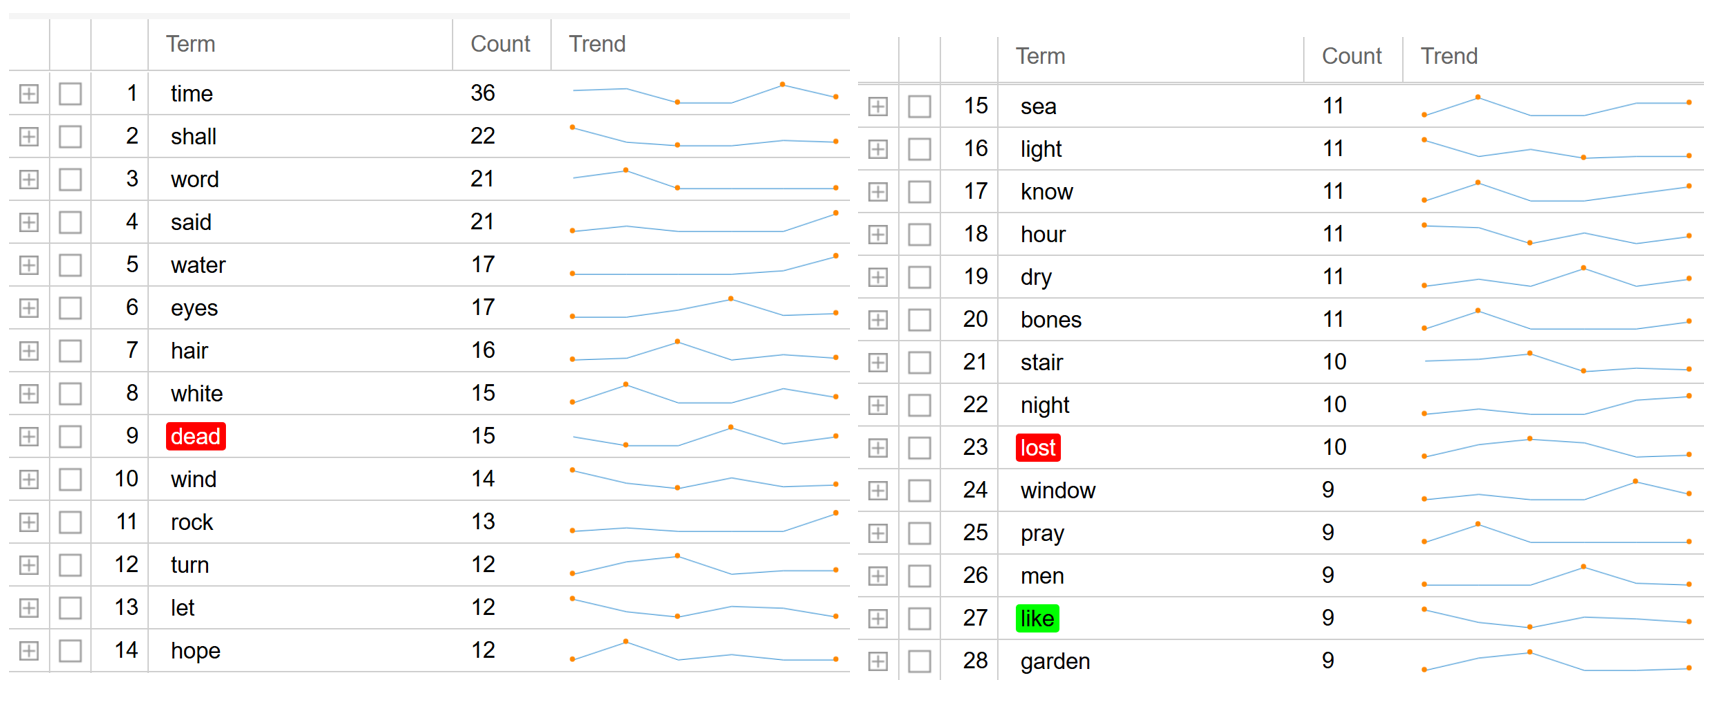 Term Count Trend
1 time 36
2 shall 22
3 word 21
4 said 21
5 water 17
6 eyes 17
7 hair 16
8 white 15
9 dead 15
10 wind 14
11 rock 13
12 turn 12
13 let 12
14 hope 12
Term Count Trend
15 sea 11
16 light 11
17 know 11
18 hour 11
19 dry 11
20 bones 11
21 stair 10
22 night 10
23 lost 10
24 window 9
25 pray 9
26 men 9
27 like 9
28 garden 9